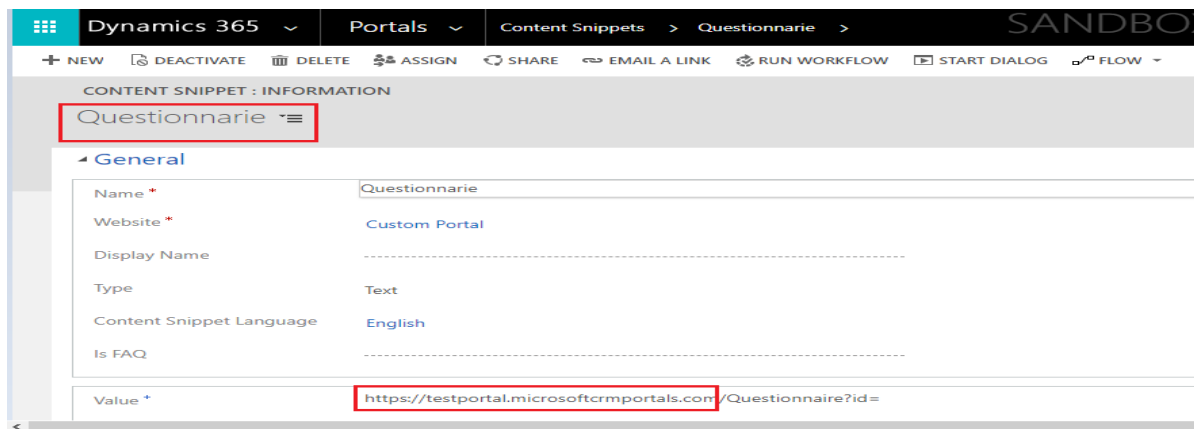 Dynamics 365 Portals Content Snippets > Questionnarie > SANDBO
NEW DEACTIVATE DELETE ASSIGN SHARE EMAIL A LINK RUN WORKFLOW START DIALOG FLOW
CONTENT SNIPPET : INFORMATION
Questionnarie
General
Name * Questionnarie
Website * Custom Portal
Display Name
Type Text
Content Snippet Language English
Is FAQ
Value * https://testportal.microsoftcrmportals.com/Questionnaire?id=